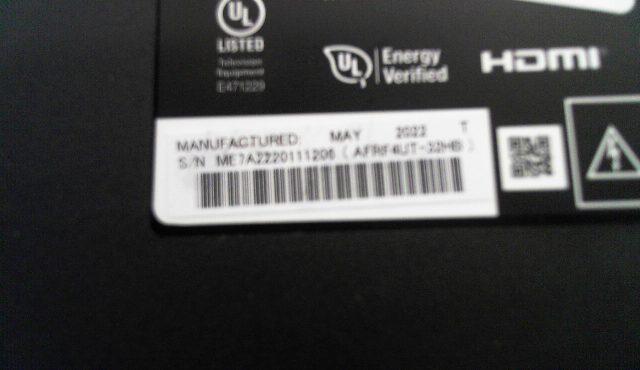 UL
LISTED
Television
Equipment
E471229
UL Energy
Verified
HDMI
MANUFACTURED: MAY 2022 T
S/N ME7A2220111206